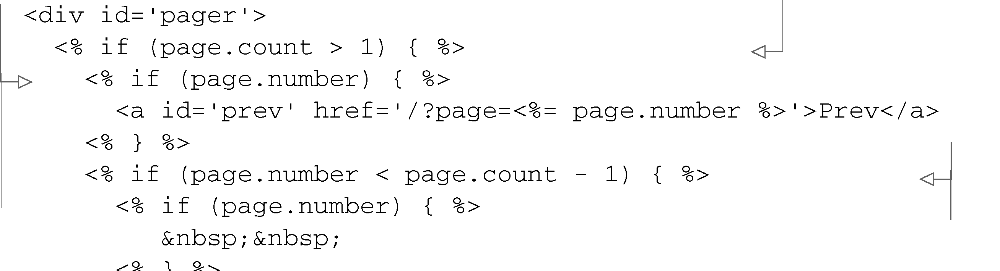 <div id='pager'>
  <% if (page.count > 1) { %>
    <% if (page.number) { %>
      <a id='prev' href='/?page=<%= page.number %>'>Prev</a>
    <% } %>
    <% if (page.number < page.count - 1) { %>
      <% if (page.number) { %>
         &nbsp;&nbsp;
      <% } %>